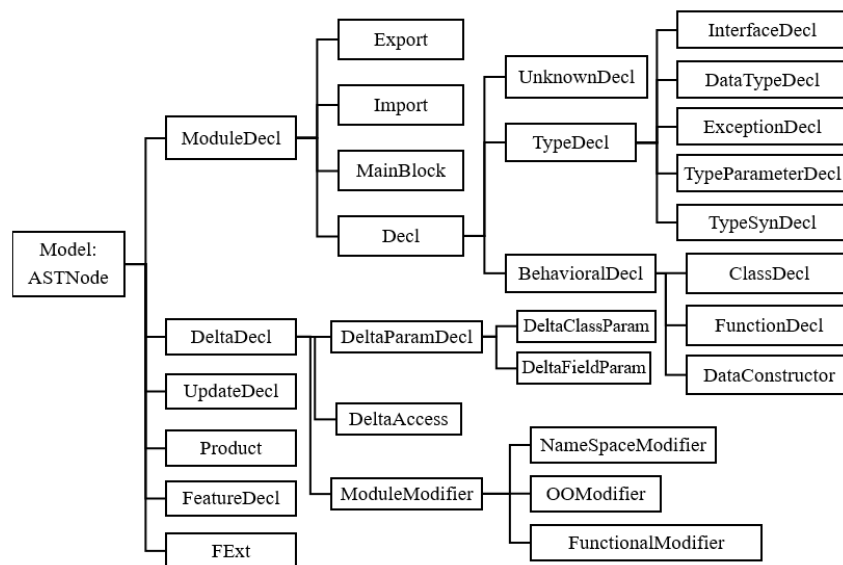 Model:
ASTNode
ModuleDecl
Export
Import
MainBlock
Decl
UnknownDecl
TypeDecl
InterfaceDecl
DataTypeDecl
ExceptionDecl
TypeParameterDecl
TypeSynDecl
BehavioralDecl
ClassDecl
FunctionDecl
DataConstructor
DeltaDecl
DeltaParamDecl
DeltaClassParam
DeltaFieldParam
DeltaAccess
ModuleModifier
NameSpaceModifier
OOModifier
FunctionalModifier
UpdateDecl
Product
FeatureDecl
FExt